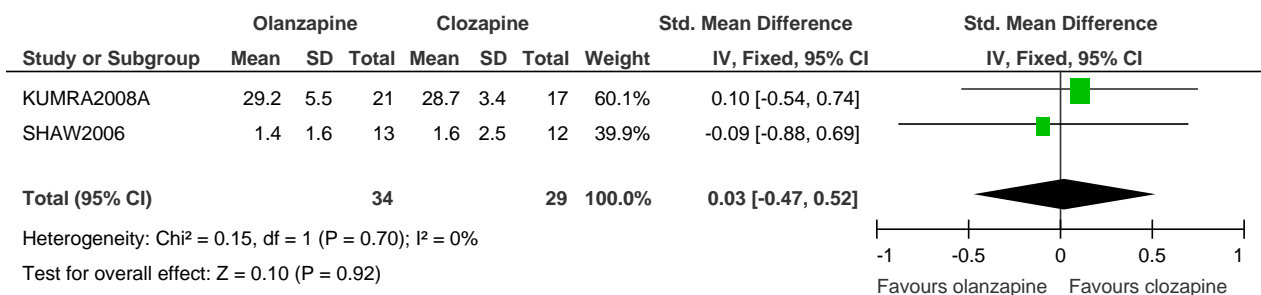 Olanzapine Clozapine Std. Mean Difference Std. Mean Difference
Study or Subgroup Mean SD Total Mean SD Total Weight IV, Fixed, 95% CI IV, Fixed, 95% CI
KUMRA2008A 29.2 5.5 21 28.7 3.4 17 60.1% 0.10 [-0.54, 0.74]
SHAW2006 1.4 1.6 13 1.6 2.5 12 39.9% -0.09 [-0.88, 0.69]
Total (95% CI) 34 29 100.0% 0.03 [-0.47, 0.52]
Heterogeneity: Chi² = 0.15, df = 1 (P = 0.70); I² = 0%
Test for overall effect: Z = 0.10 (P = 0.92)
-1 -0.5 0 0.5 1
Favours olanzapine Favours clozapine